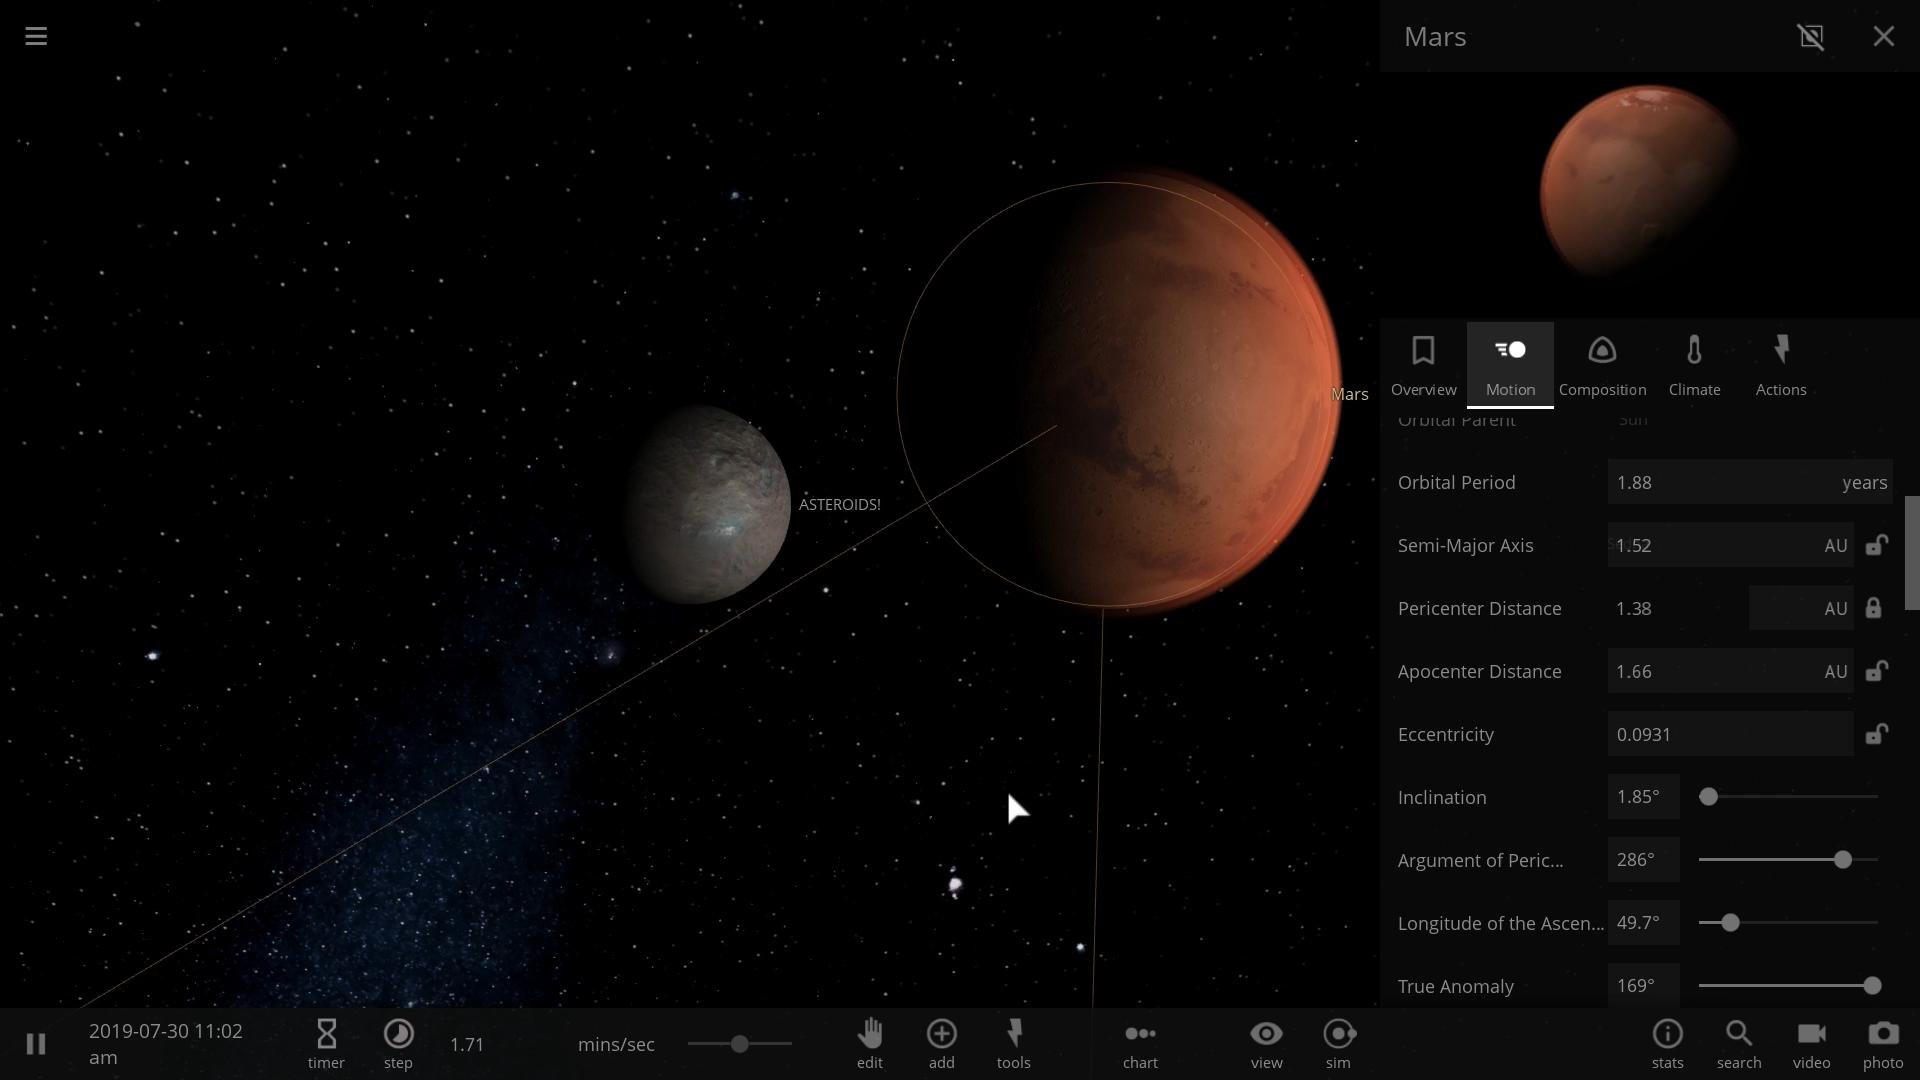 Mars
Mars
ASTEROIDS!
Overview
Motion
Composition
Climate
Actions
Orbital Parent Sun
Orbital Period 1.88 years
Semi-Major Axis 1.52 AU
Pericenter Distance 1.38 AU
Apocenter Distance 1.66 AU
Eccentricity 0.0931
Inclination 1.85°
Argument of Peric... 286°
Longitude of the Ascen... 49.7°
True Anomaly 169°
2019-07-30 11:02
am
timer
step
1.71 mins/sec
edit
add
tools
chart
view
sim
stats
search
video
photo